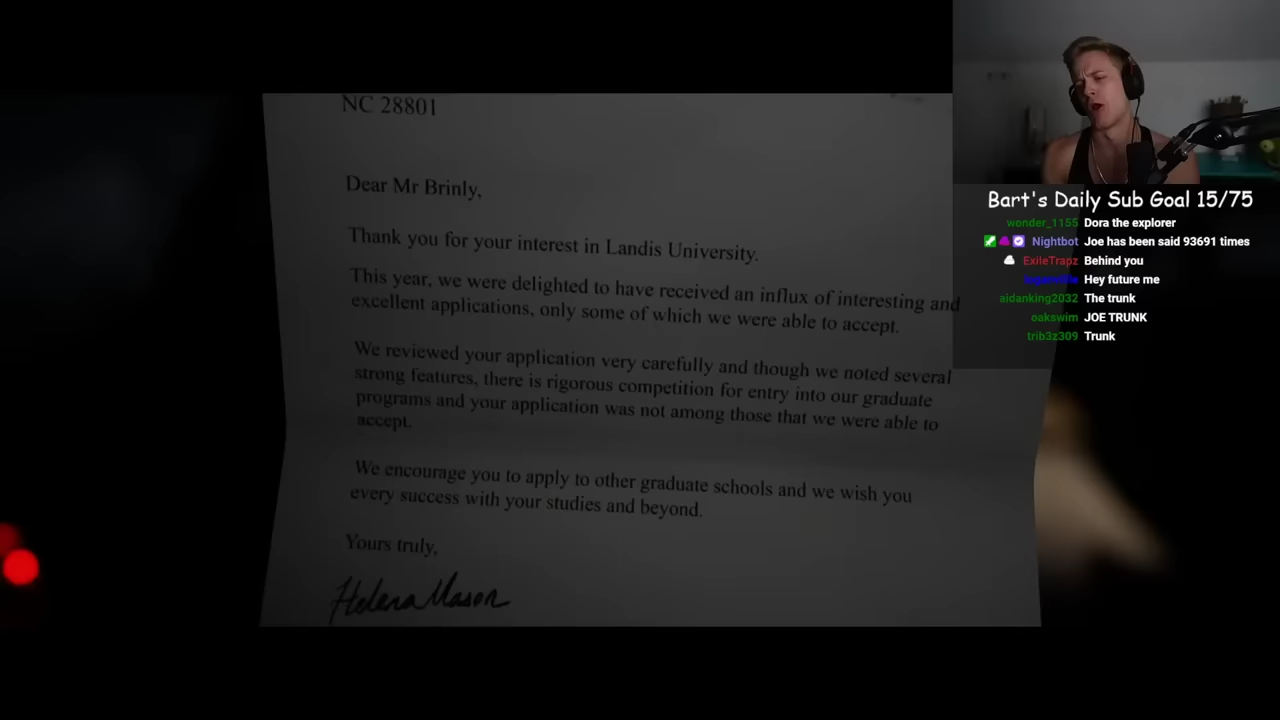 NC 28801
Dear Mr Brinly,
Thank you for your interest in Landis University.
This year, we were delighted to have received an influx of interesting and
excellent applications, only some of which we were able to accept.
We reviewed your application very carefully and though we noted several
strong features, there is rigorous competition for entry into our graduate
programs and your application was not among those that we were able to
accept.
We encourage you to apply to other graduate schools and we wish you
every success with your studies and beyond.
Yours truly,
Helena Mason
Bart's Daily Sub Goal 15/75
wonder_1155 Dora the explorer
Nightbot Joe has been said 93691 times
ExileTrapz Behind you
Hey future me
aidanking2032 The trunk
oakswim JOE TRUNK
trib3z309 Trunk